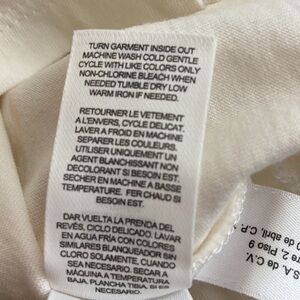 TURN GARMENT INSIDE OUT
MACHINE WASH COLD GENTLE
CYCLE WITH LIKE COLORS ONLY
NON-CHLORINE BLEACH WHEN
NEEDED TUMBLE DRY LOW
WARM IRON IF NEEDED.
RETOURNER LE VETEMENT
A L'ENVERS, CYCLE DELICAT.
LAVER A FROID EN MACHINE
SEPARER LES COULEURS.
UTILISER UNIQUEMENT UN
AGENT BLANCHISSANT NON
DECOLORANT SI BESOIN EST.
SECHER EN MACHINE A BASSE
TEMPERATURE. FER CHAUD SI
BESOIN EST.
DAR VUELTA LA PRENDA DEL
REVÉS, CICLO DELICADO. LAVAR
EN AGUA FRÍA CON COLORES
SIMILARES BLANQUEADOR SIN
CLORO SOLAMENTE. CUANDO
SEA NECESARIO. SECAR A
MÁQUINA A TEMPERATURA
BAJA, PLANCHA TIBIA, SI ES
NECESARIO
S.A. de C.V.
re 2, Piso 9
0 de abril, C.P.